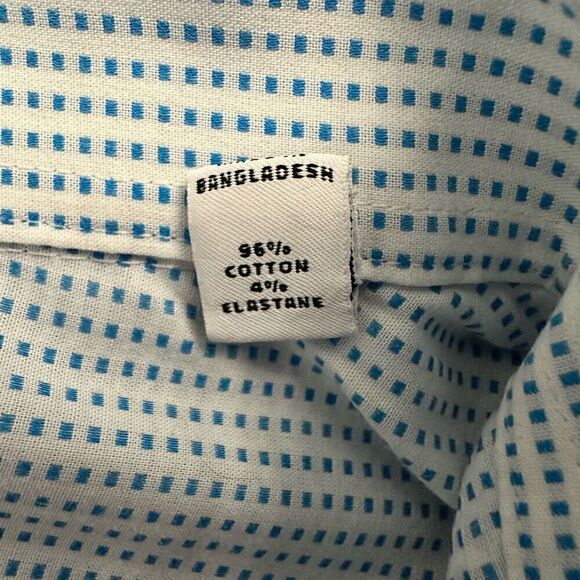 BANGLADESH
96%
COTTON
4%
ELASTANE